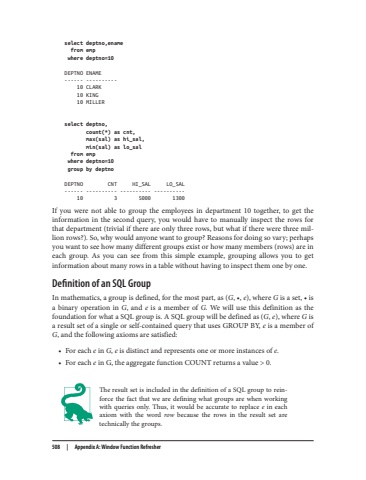 select deptno,ename
from emp
where deptno=10
DEPTNO ENAME
------ ----------
10 CLARK
10 KING
10 MILLER
select deptno,
count(*) as cnt,
max(sal) as hi_sal,
min(sal) as lo_sal
from emp
where deptno=10
group by deptno
DEPTNO CNT HI_SAL LO_SAL
------ ---------- ---------- ----------
10 3 5000 1300
If you were not able to group the employees in department 10 together, to get the
information in the second query, you would have to manually inspect the rows for
that department (trivial if there are only three rows, but what if there were three mil-
lion rows?). So, why would anyone want to group? Reasons for doing so vary; perhaps
you want to see how many different groups exist or how many members (rows) are in
each group. As you can see from this simple example, grouping allows you to get
information about many rows in a table without having to inspect them one by one.
Definition of an SQL Group
In mathematics, a group is defined, for the most part, as (G, •, e), where G is a set, • is
a binary operation in G, and e is a member of G. We will use this definition as the
foundation for what a SQL group is. A SQL group will be defined as (G, e), where G is
a result set of a single or self-contained query that uses GROUP BY, e is a member of
G, and the following axioms are satisfied:
• For each e in G, e is distinct and represents one or more instances of e.
• For each e in G, the aggregate function COUNT returns a value > 0.
The result set is included in the definition of a SQL group to rein-
force the fact that we are defining what groups are when working
with queries only. Thus, it would be accurate to replace e in each
axiom with the word row because the rows in the result set are
technically the groups.
508 | Appendix A: Window Function Refresher